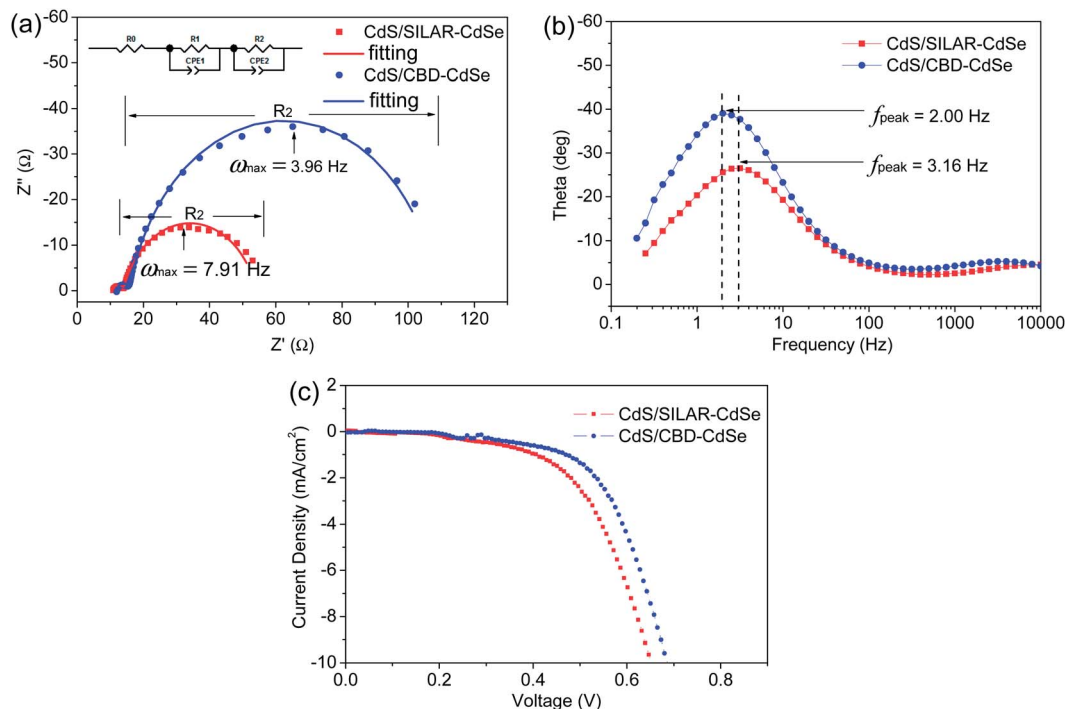 (a)
-60
-50
-40
-30
-20
-10
0
Z'' (Ω)
R0
R1
R2
CPE1
CPE2
CdS/SILAR-CdSe
fitting
CdS/CBD-CdSe
fitting
R2
ωmax = 3.96 Hz
R2
ωmax = 7.91 Hz
0 20 40 60 80 100 120
Z' (Ω)
(b)
-60
-50
-40
-30
-20
-10
0
Theta (deg)
CdS/SILAR-CdSe
CdS/CBD-CdSe
fpeak = 2.00 Hz
fpeak = 3.16 Hz
0.1 1 10 100 1000 10000
Frequency (Hz)
(c)
2
0
-2
-4
-6
-8
-10
Current Density (mA/cm²)
CdS/SILAR-CdSe
CdS/CBD-CdSe
0.0 0.2 0.4 0.6 0.8
Voltage (V)